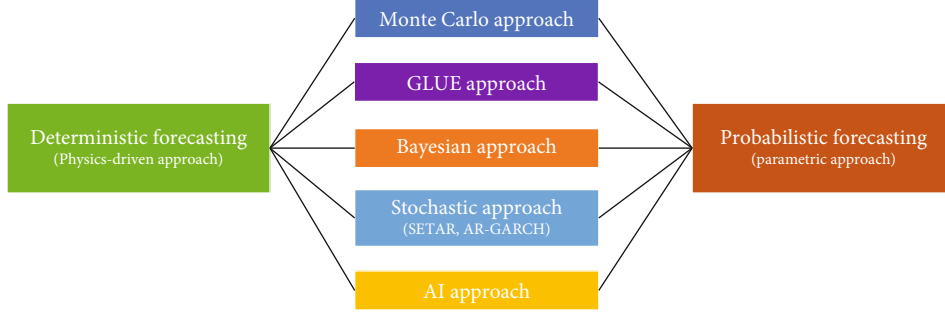 Deterministic forecasting
(Physics-driven approach)
Monte Carlo approach
GLUE approach
Bayesian approach
Stochastic approach
(SETAR, AR-GARCH)
AI approach
Probabilistic forecasting
(parametric approach)